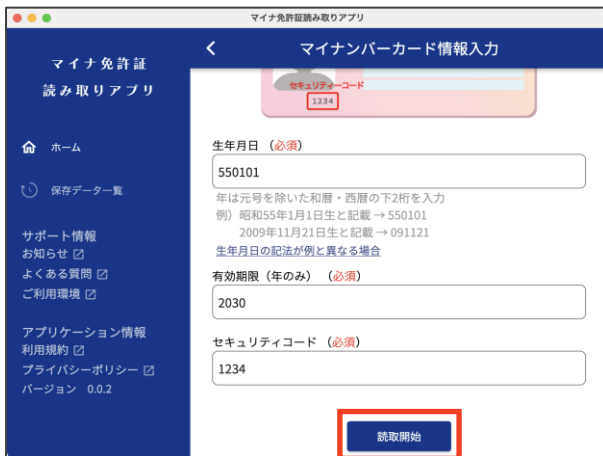 マイナ免許証読み取りアプリ
マイナ免許証
読み取りアプリ
ホーム
保存データ一覧
サポート情報
お知らせ
よくある質問
ご利用環境
アプリケーション情報
利用規約
プライバシーポリシー
バージョン 0.0.2
マイナンバーカード情報入力
セキュリティーコード
1234
生年月日 （必須）
550101
年は元号を除いた和暦・西暦の下2桁を入力
例）昭和55年1月1日生と記載 → 550101
2009年11月21日生と記載 → 091121
生年月日の記法が例と異なる場合
有効期限（年のみ） （必須）
2030
セキュリティコード （必須）
1234
読取開始